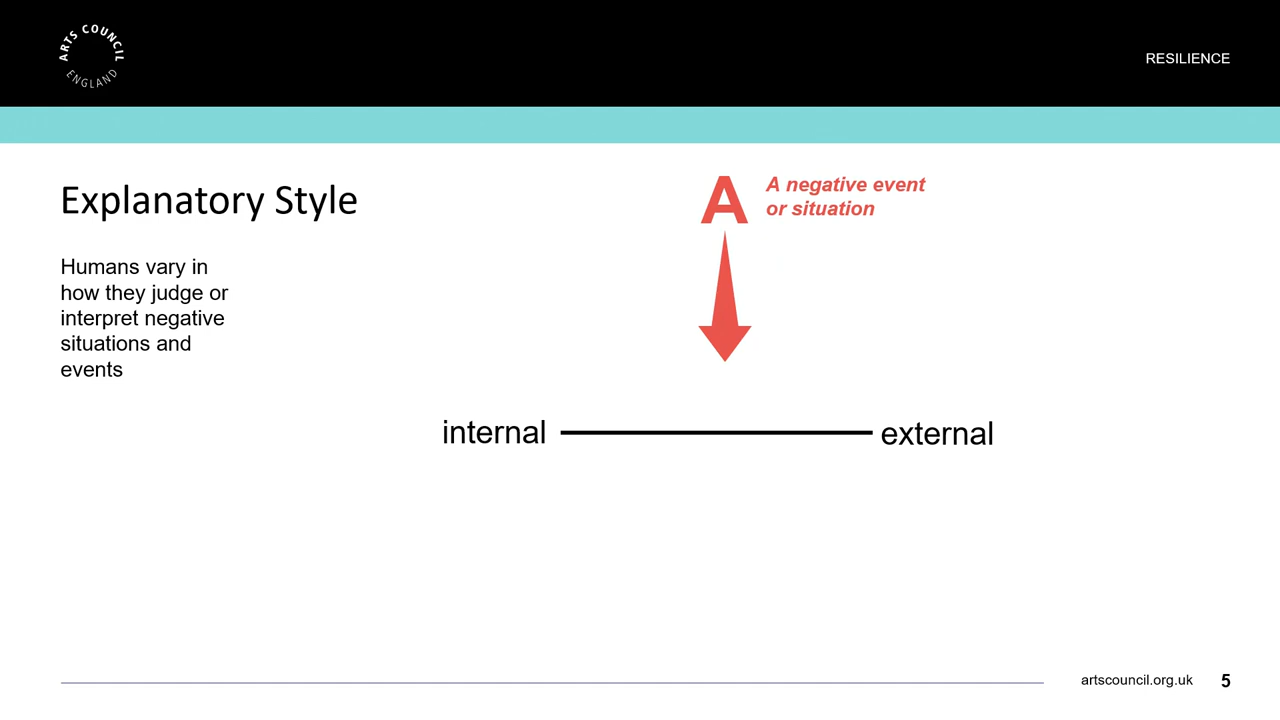 ARTS COUNCIL
ENGLAND
RESILIENCE
Explanatory Style
Humans vary in
how they judge or
interpret negative
situations and
events
A
A negative event
or situation
internal
external
artscouncil.org.uk
5